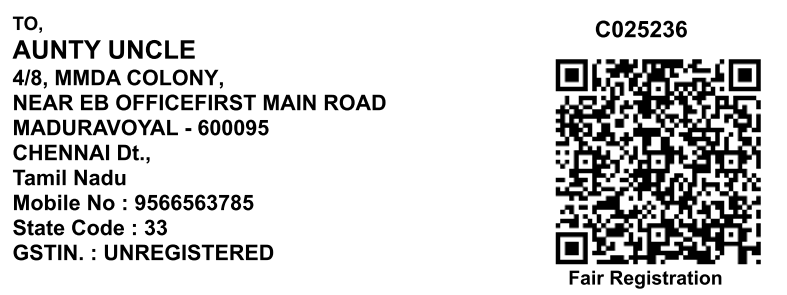 TO,
AUNTY UNCLE
4/8, MMDA COLONY,
NEAR EB OFFICEFIRST MAIN ROAD
MADURAVOYAL - 600095
CHENNAI Dt.,
Tamil Nadu
Mobile No : 9566563785
State Code : 33
GSTIN. : UNREGISTERED
C025236
Fair Registration